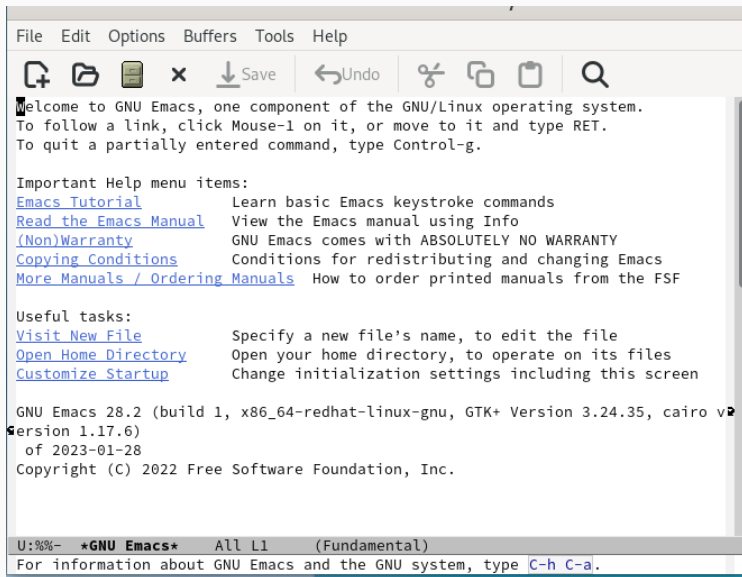 File Edit Options Buffers Tools Help
Save Undo
Welcome to GNU Emacs, one component of the GNU/Linux operating system.
To follow a link, click Mouse-1 on it, or move to it and type RET.
To quit a partially entered command, type Control-g.
Important Help menu items:
Emacs Tutorial Learn basic Emacs keystroke commands
Read the Emacs Manual View the Emacs manual using Info
(Non)Warranty GNU Emacs comes with ABSOLUTELY NO WARRANTY
Copying Conditions Conditions for redistributing and changing Emacs
More Manuals / Ordering Manuals How to order printed manuals from the FSF
Useful tasks:
Visit New File Specify a new file’s name, to edit the file
Open Home Directory Open your home directory, to operate on its files
Customize Startup Change initialization settings including this screen
GNU Emacs 28.2 (build 1, x86_64-redhat-linux-gnu, GTK+ Version 3.24.35, cairo v
ersion 1.17.6)
of 2023-01-28
Copyright (C) 2022 Free Software Foundation, Inc.
U:%%- *GNU Emacs* All L1 (Fundamental)
For information about GNU Emacs and the GNU system, type C-h C-a.